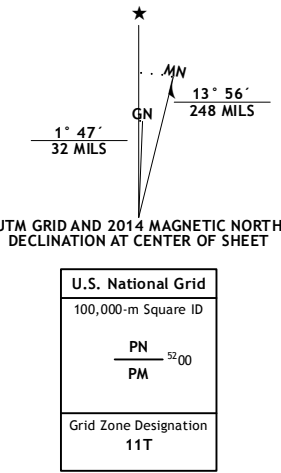 ★
MN
GN
13° 56´
248 MILS
1° 47´
32 MILS
UTM GRID AND 2014 MAGNETIC NORTH
DECLINATION AT CENTER OF SHEET
U.S. National Grid
100,000-m Square ID
PN
5200
PM
Grid Zone Designation
11T